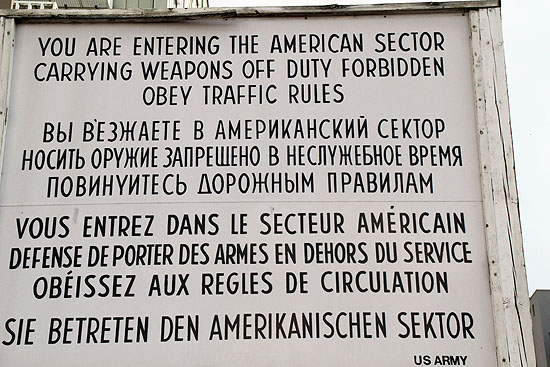 YOU ARE ENTERING THE AMERICAN SECTOR
CARRYING WEAPONS OFF DUTY FORBIDDEN
OBEY TRAFFIC RULES
ВЫ В'ЕЗЖАЕТЕ В АМЕРИКАНСКИЙ СЕКТОР
НОСИТЬ ОРУЖИЕ ЗАПРЕЩЕНО В НЕСЛУЖЕБНОЕ ВРЕМЯ
ПОВИНУИТЕСЬ ДОРОЖНЫМ ПРАВИЛАМ
VOUS ENTREZ DANS LE SECTEUR AMÉRICAIN
DEFENSE DE PORTER DES ARMES EN DEHORS DU SERVICE
OBÉISSEZ AUX REGLES DE CIRCULATION
SIE BETRETEN DEN AMERIKANISCHEN SEKTOR
US ARMY